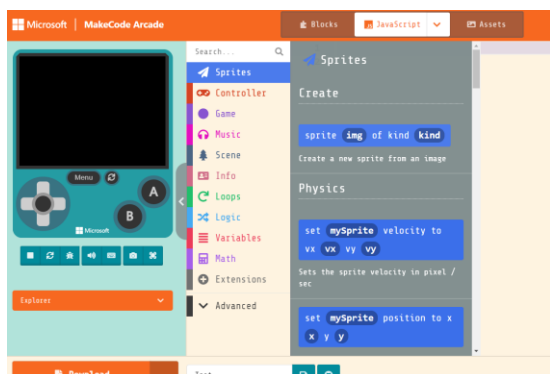 Microsoft | MakeCode Arcade
Blocks
JavaScript
Assets
Menu
A
B
Microsoft
Explorer
Download
Search...
Sprites
Controller
Game
Music
Scene
Info
Loops
Logic
Variables
Math
Extensions
Advanced
Sprites
Create
sprite img of kind kind
Create a new sprite from an image
Physics
set mySprite velocity to
vx vx vy vy
Sets the sprite velocity in pixel /
sec
set mySprite position to x
x y y